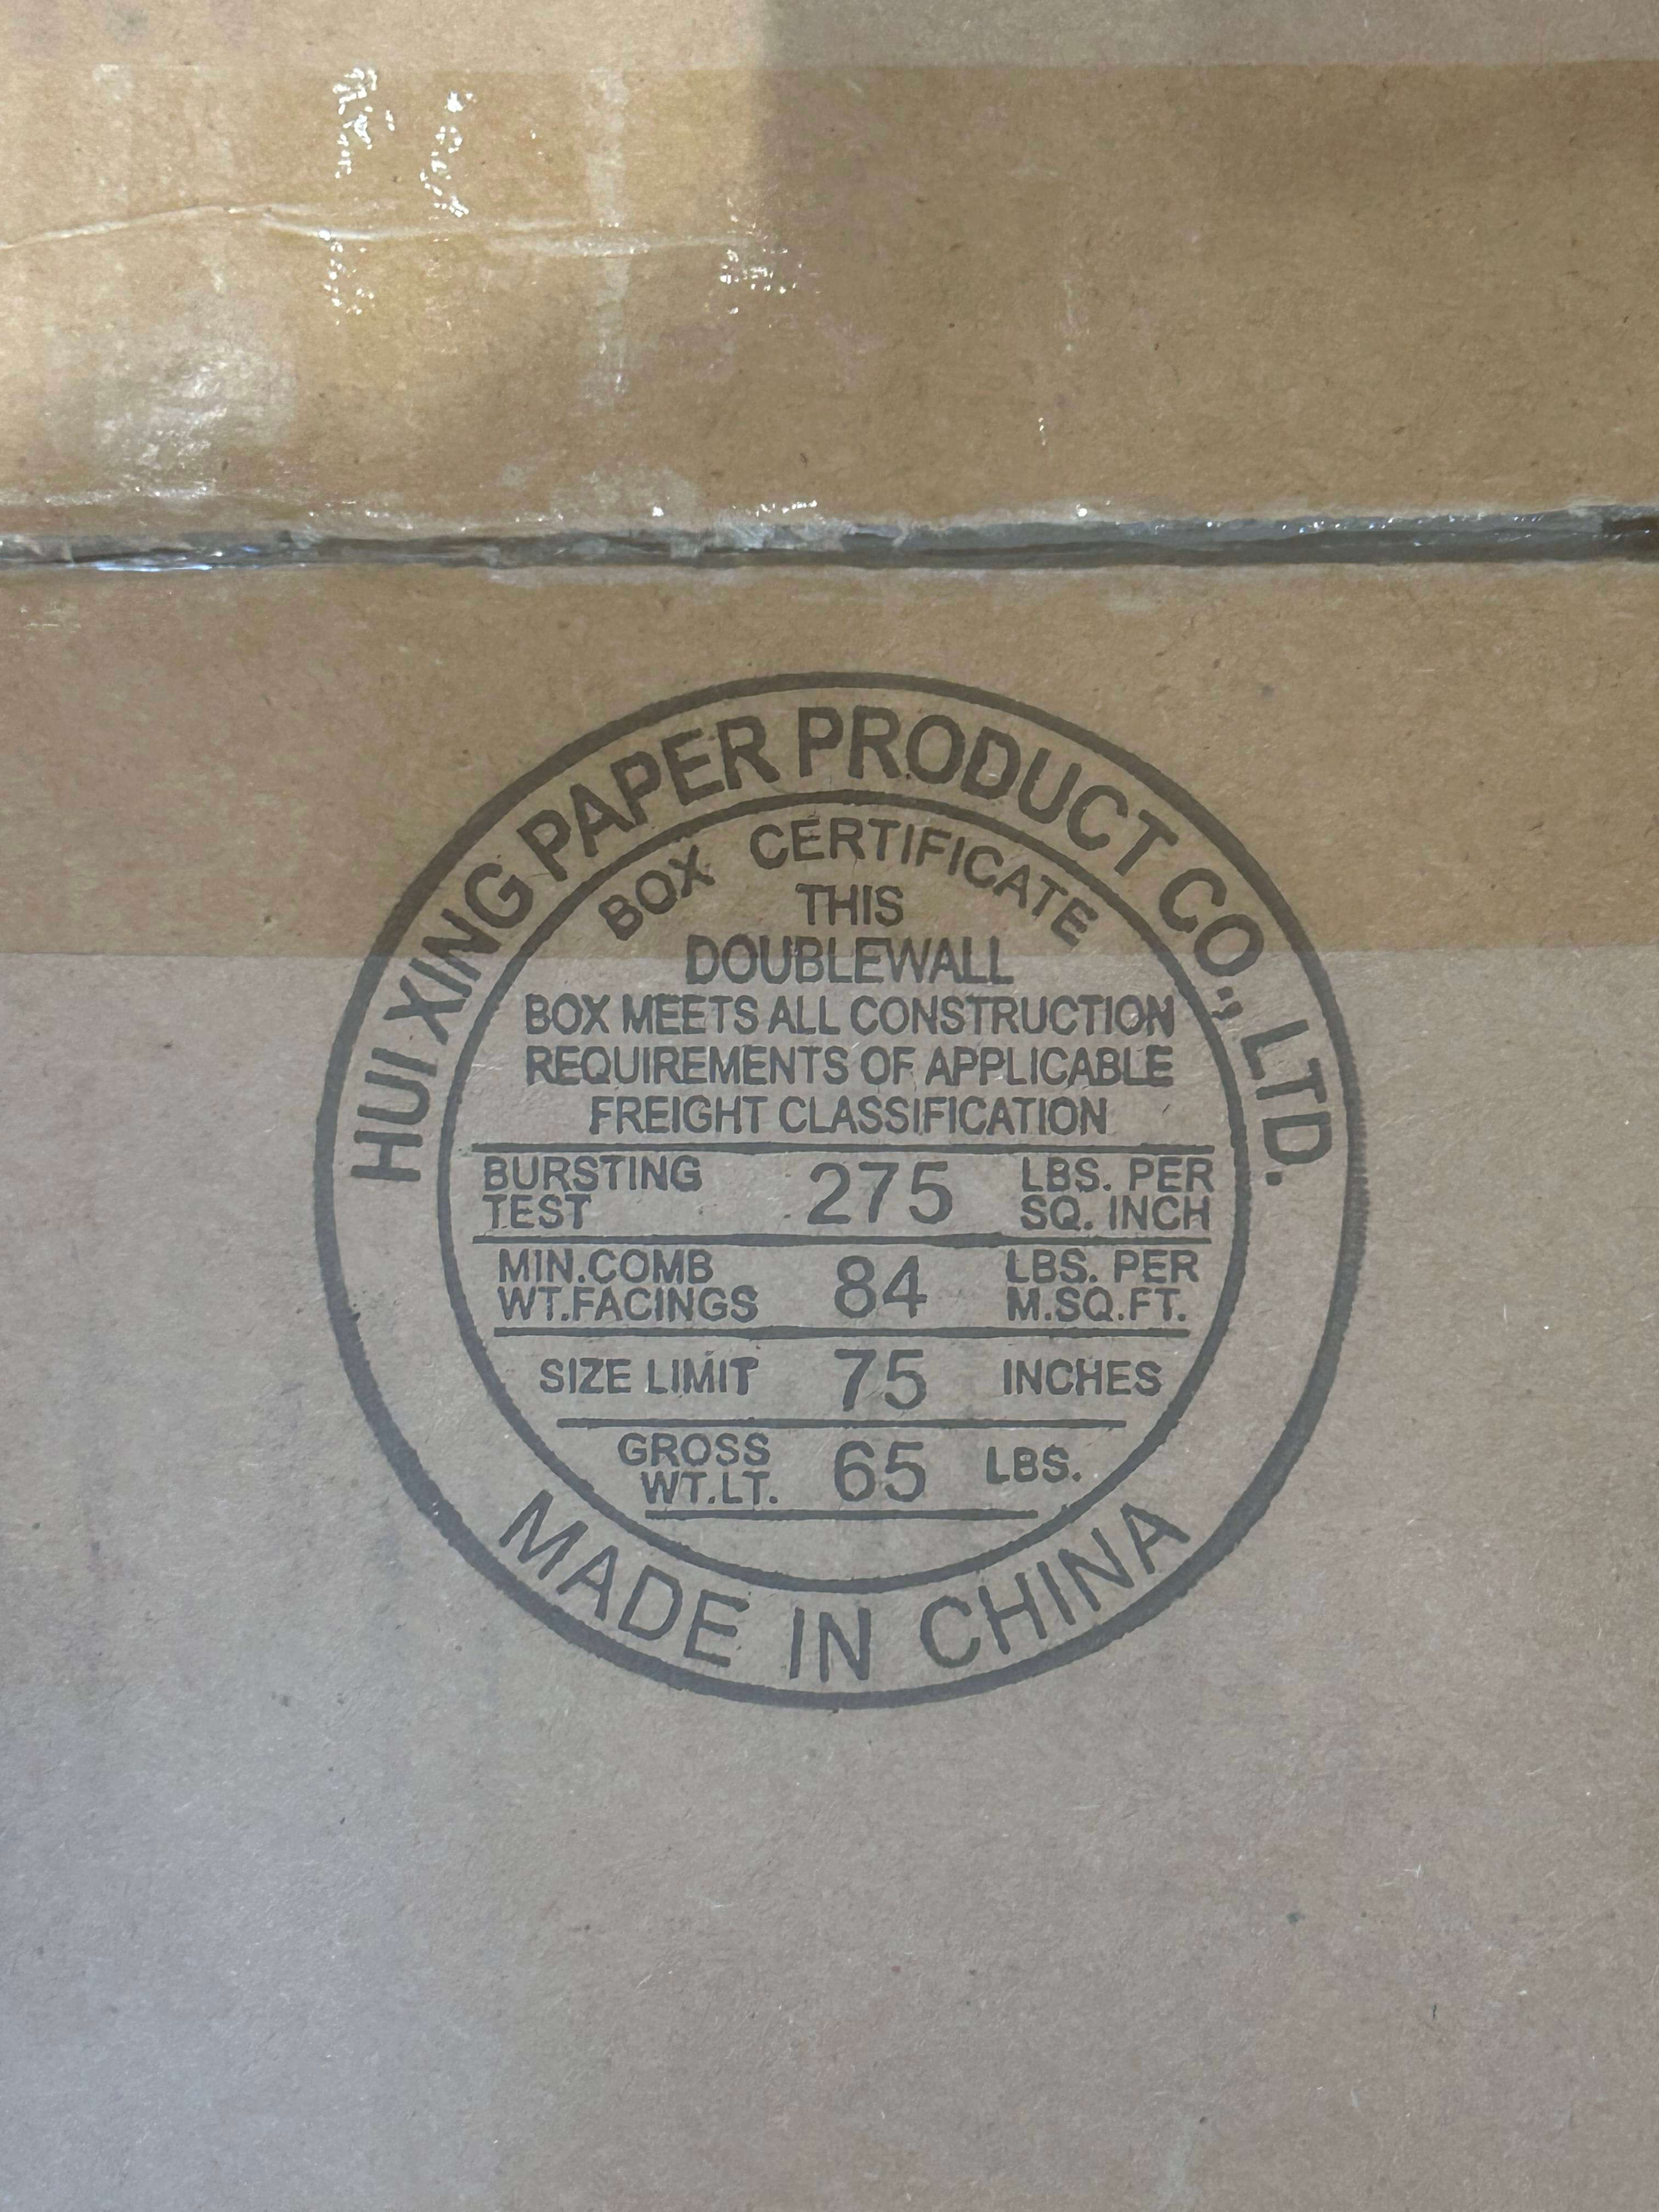 HUI XING PAPER PRODUCT CO., LTD.
BOX CERTIFICATE
THIS
DOUBLEWALL
BOX MEETS ALL CONSTRUCTION
REQUIREMENTS OF APPLICABLE
FREIGHT CLASSIFICATION
BURSTING TEST 275 LBS. PER SQ. INCH
MIN.COMB WT.FACINGS 84 LBS. PER M.SQ.FT.
SIZE LIMIT 75 INCHES
GROSS WT.LT. 65 LBS.
MADE IN CHINA